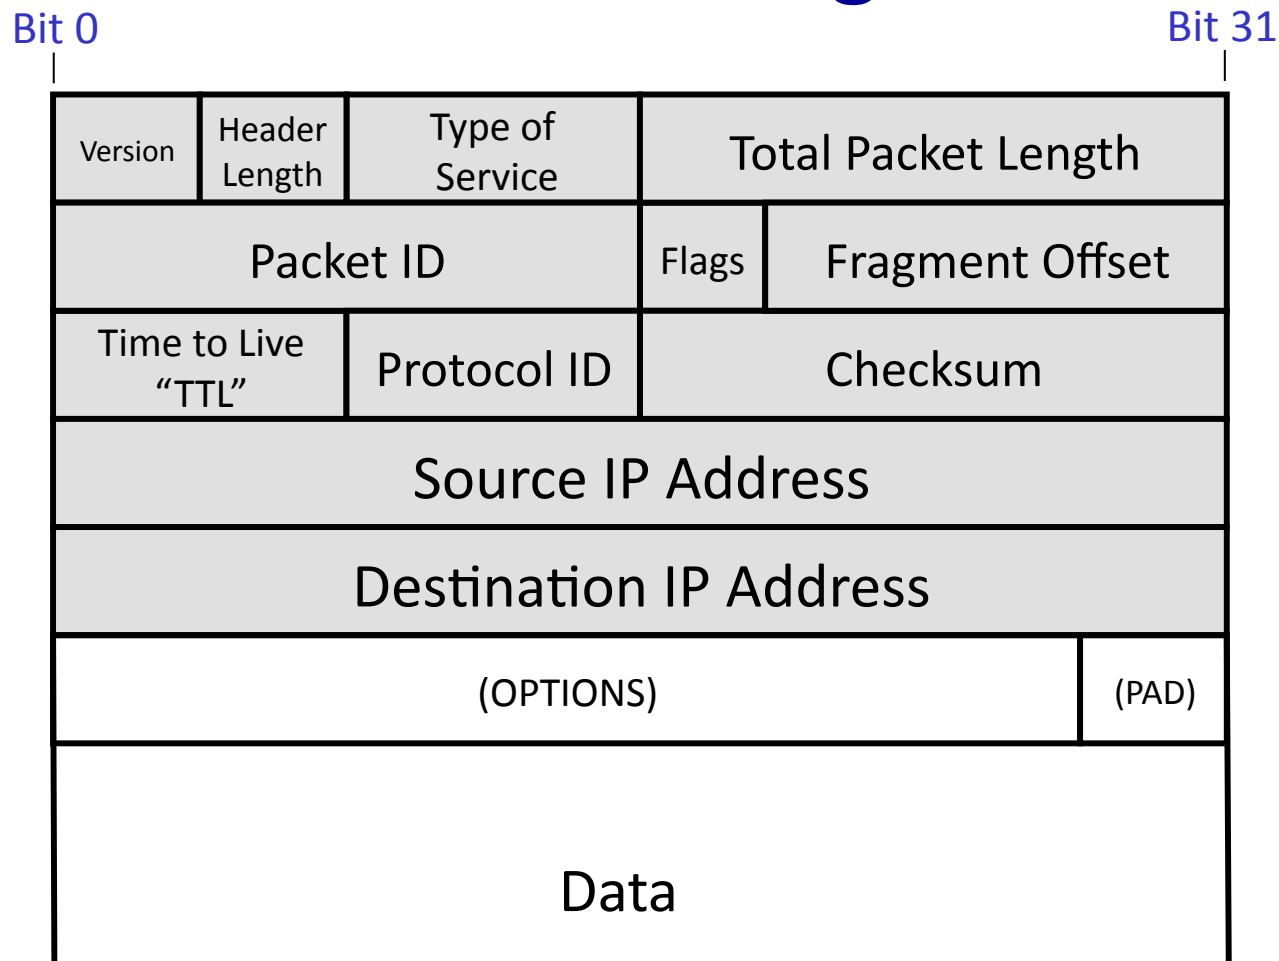 Bit 0
Bit 31
Version
Header
Length
Type of
Service
Total Packet Length
Packet ID
Flags
Fragment Offset
Time to Live
“TTL”
Protocol ID
Checksum
Source IP Address
Destination IP Address
(OPTIONS)
(PAD)
Data